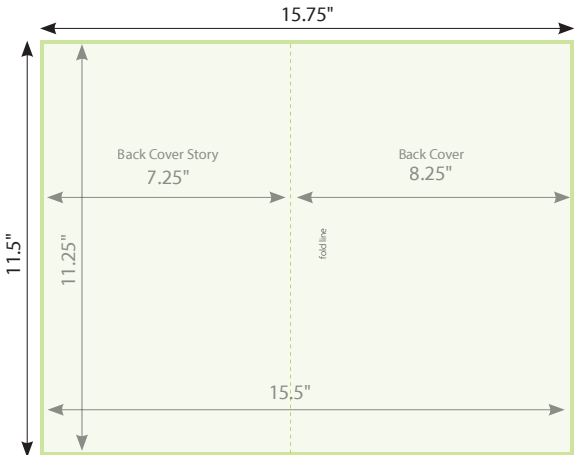 15.75"
Back Cover Story
7.25"
Back Cover
8.25"
fold line
11.5"
11.25"
15.5"